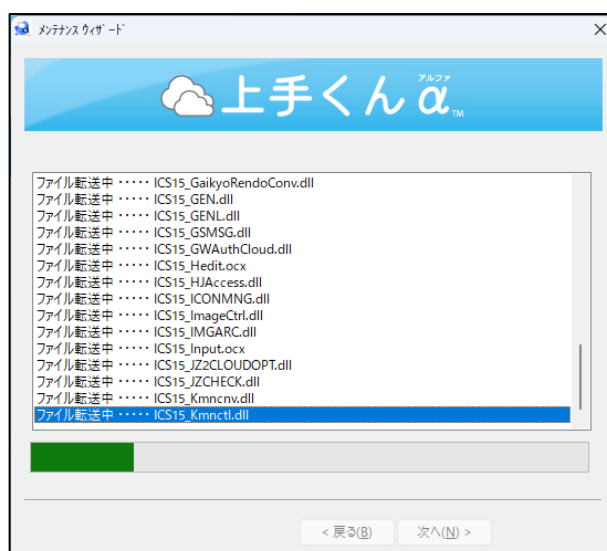 メンテナンス ウィザード
アルファ
上手くんα™
ファイル転送中 ・・・・・ ICS15_GaikyoRendoConv.dll
ファイル転送中 ・・・・・ ICS15_GEN.dll
ファイル転送中 ・・・・・ ICS15_GENL.dll
ファイル転送中 ・・・・・ ICS15_GSMSG.dll
ファイル転送中 ・・・・・ ICS15_GWAuthCloud.dll
ファイル転送中 ・・・・・ ICS15_Hedit.ocx
ファイル転送中 ・・・・・ ICS15_HJAccess.dll
ファイル転送中 ・・・・・ ICS15_ICONMNG.dll
ファイル転送中 ・・・・・ ICS15_ImageCtrl.dll
ファイル転送中 ・・・・・ ICS15_IMGARC.dll
ファイル転送中 ・・・・・ ICS15_Input.ocx
ファイル転送中 ・・・・・ ICS15_JZ2CLOUDOPT.dll
ファイル転送中 ・・・・・ ICS15_JZCHECK.dll
ファイル転送中 ・・・・・ ICS15_Kmncnv.dll
ファイル転送中 ・・・・・ ICS15_Kmnctl.dll
< 戻る(B) 次へ(N) >